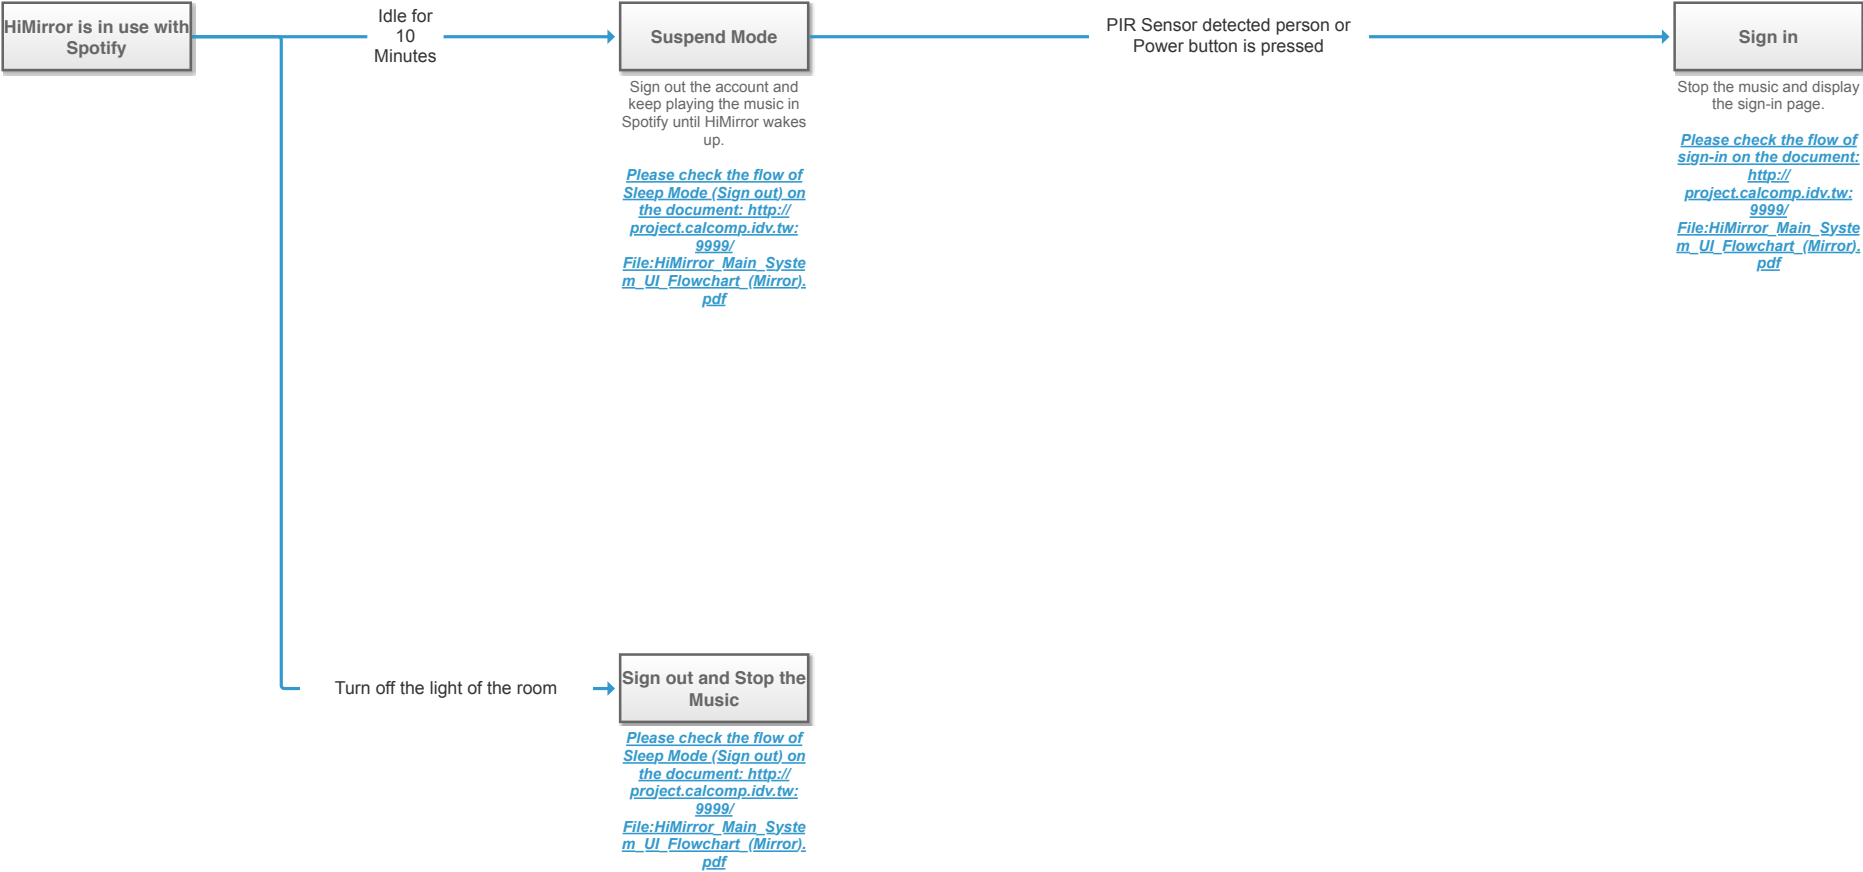 HiMirror is in use with
Spotify
Idle for
10
Minutes
Suspend Mode
Sign out the account and
keep playing the music in
Spotify until HiMirror wakes
up.
Please check the flow of
Sleep Mode (Sign out) on
the document: http://
project.calcomp.idv.tw:
9999/
File:HiMirror_Main_Syste
m_UI_Flowchart_(Mirror).
pdf
PIR Sensor detected person or
Power button is pressed
Sign in
Stop the music and display
the sign-in page.
Please check the flow of
sign-in on the document:
http://
project.calcomp.idv.tw:
9999/
File:HiMirror_Main_Syste
m_UI_Flowchart_(Mirror).
pdf
Turn off the light of the room
Sign out and Stop the
Music
Please check the flow of
Sleep Mode (Sign out) on
the document: http://
project.calcomp.idv.tw:
9999/
File:HiMirror_Main_Syste
m_UI_Flowchart_(Mirror).
pdf